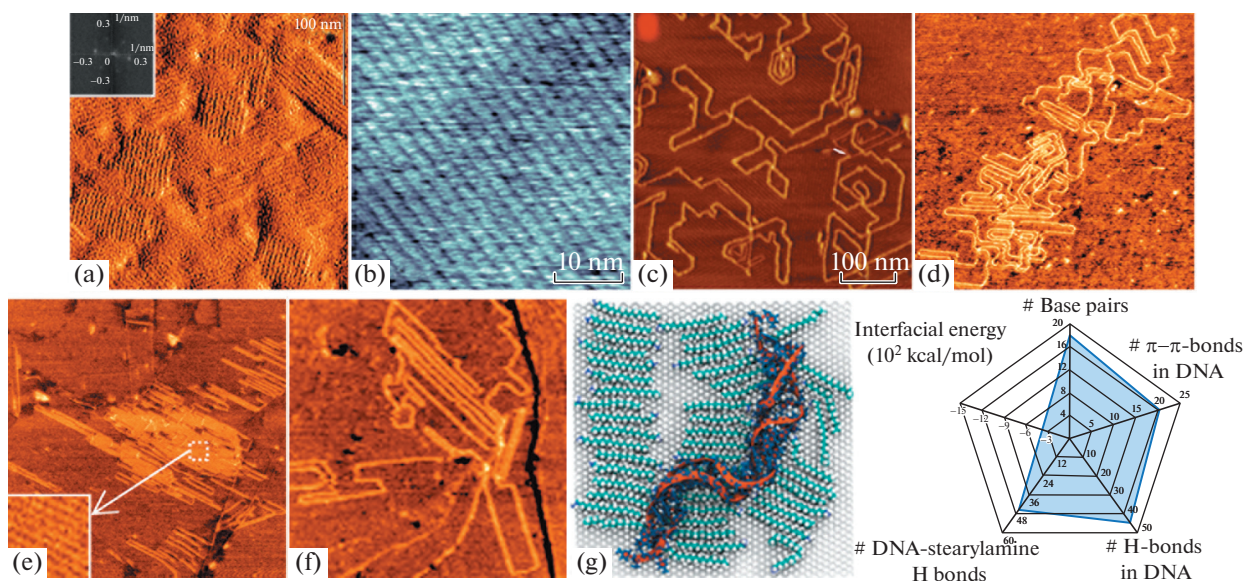 0.3
1/nm
1/nm
−0.3 0 0.3
−0.3
100 nm
(a)
10 nm
(b)
100 nm
(c)
(d)
(e)
(f)
(g)
# Base pairs
20
16
12
8
4
Interfacial energy
(10² kcal/mol)
−15
−12
−9
−6
−3
# π–π-bonds
in DNA
5
15
20
25
10
20
30
40
50
12
24
36
48
60
# DNA-stearylamine
H bonds
# H-bonds
in DNA